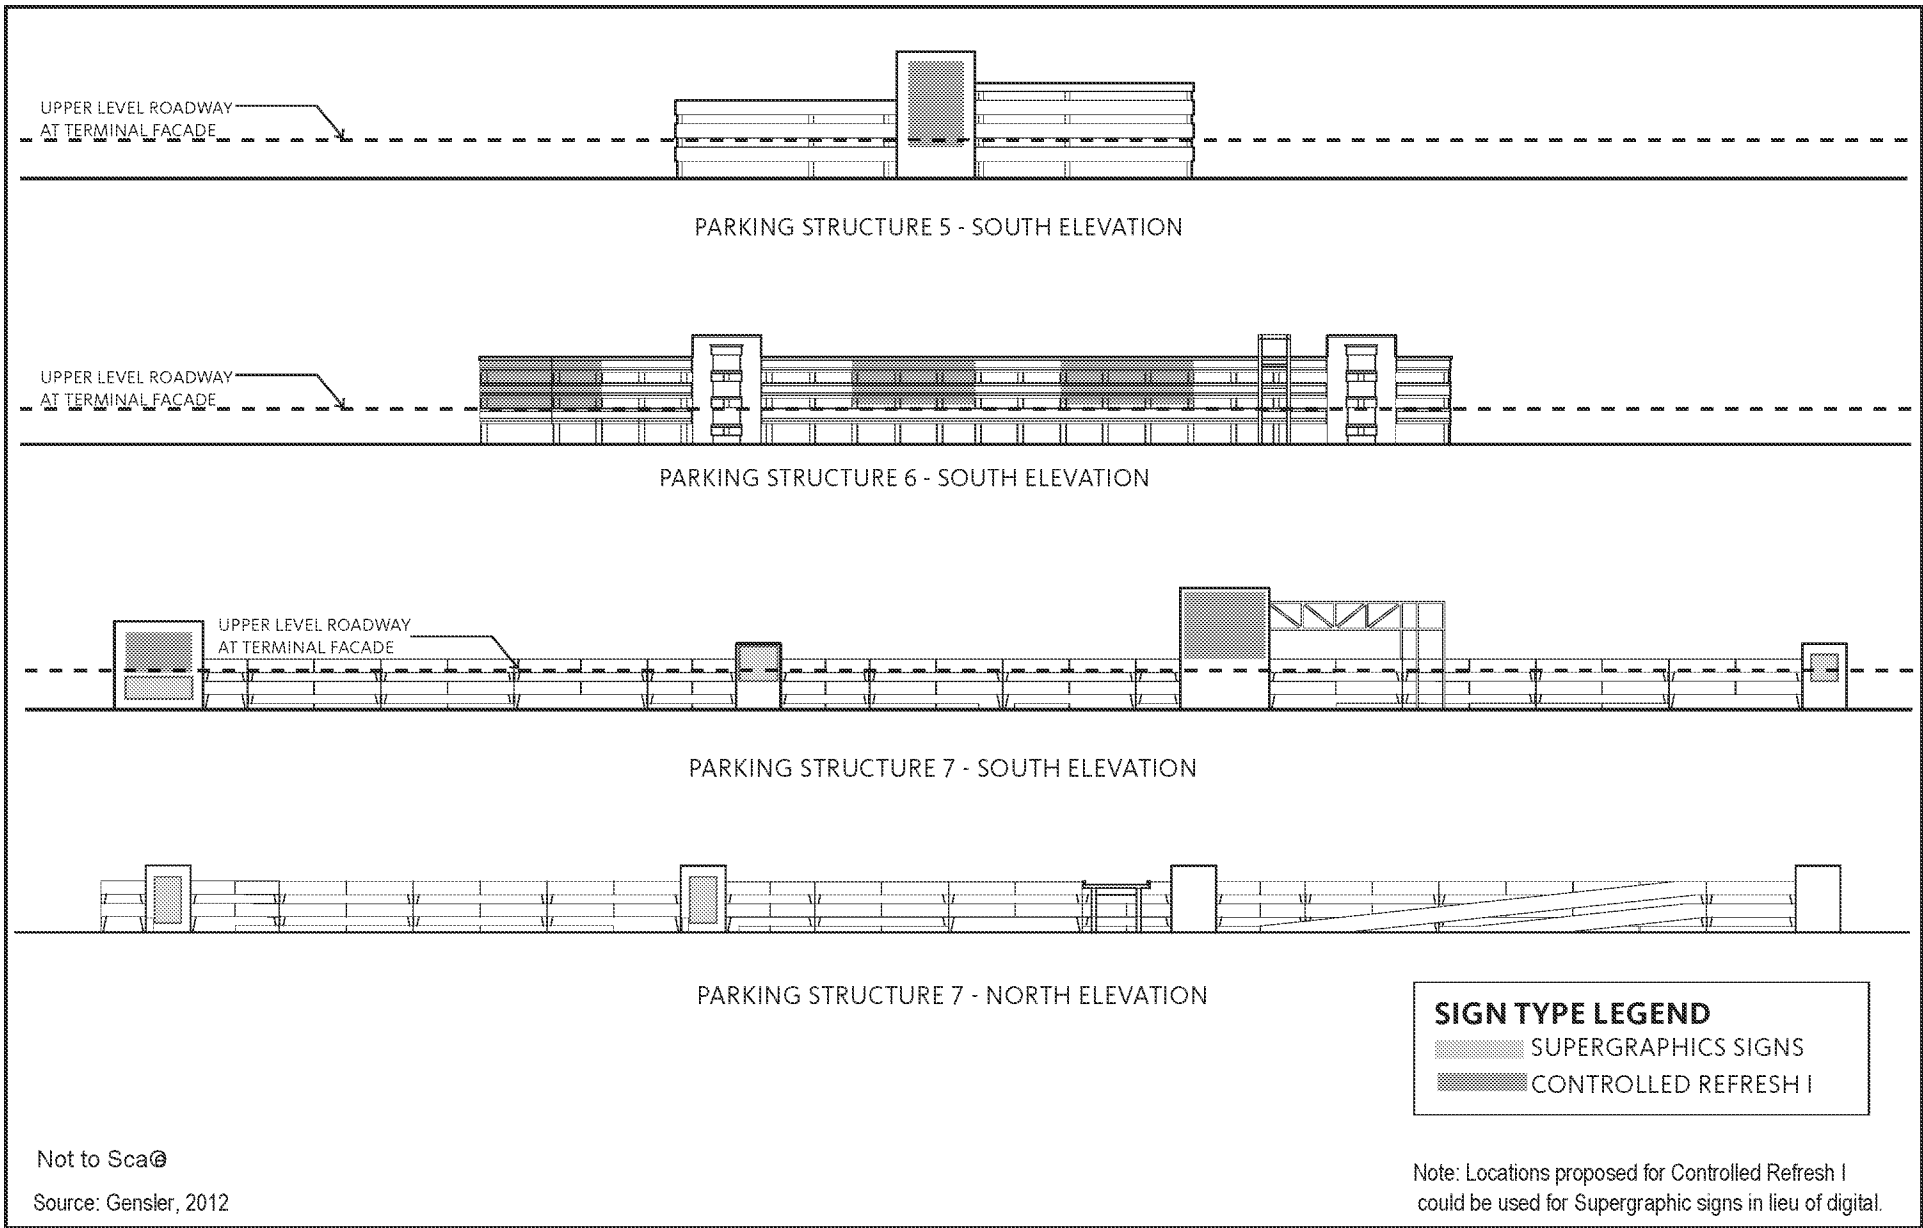 UPPER LEVEL ROADWAY
AT TERMINAL FACADE
PARKING STRUCTURE 5 - SOUTH ELEVATION
UPPER LEVEL ROADWAY
AT TERMINAL FACADE
PARKING STRUCTURE 6 - SOUTH ELEVATION
UPPER LEVEL ROADWAY
AT TERMINAL FACADE
PARKING STRUCTURE 7 - SOUTH ELEVATION
PARKING STRUCTURE 7 - NORTH ELEVATION
SIGN TYPE LEGEND
SUPERGRAPHICS SIGNS
CONTROLLED REFRESH I
Not to
Source: Gensler, 2012
Note: Locations proposed for Controlled Refresh I
could be used for Supergraphic signs in lieu of digital.